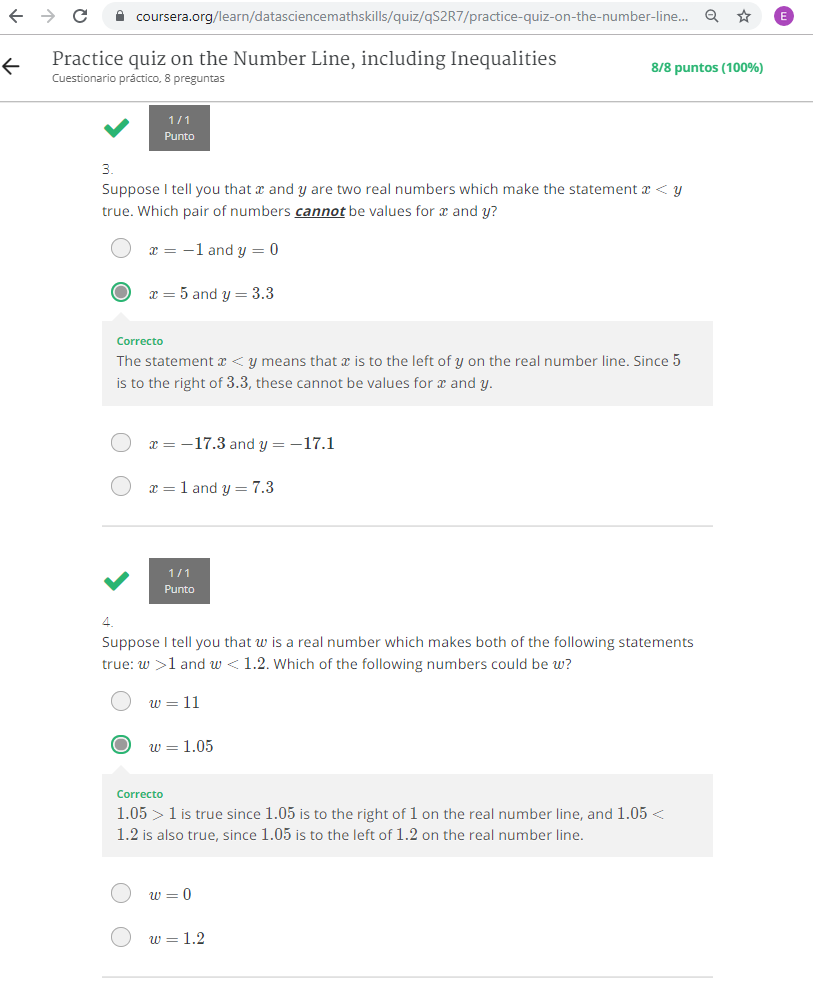 coursera.org/learn/datasciencemathskills/quiz/qS2R7/practice-quiz-on-the-number-line...
E
Practice quiz on the Number Line, including Inequalities
Cuestionario práctico, 8 preguntas
8/8 puntos (100%)
1 / 1
Punto
3.
Suppose I tell you that x and y are two real numbers which make the statement x < y
true. Which pair of numbers cannot be values for x and y?
x = −1 and y = 0
x = 5 and y = 3.3
Correcto
The statement x < y means that x is to the left of y on the real number line. Since 5
is to the right of 3.3, these cannot be values for x and y.
x = −17.3 and y = −17.1
x = 1 and y = 7.3
1 / 1
Punto
4.
Suppose I tell you that w is a real number which makes both of the following statements
true: w >1 and w < 1.2. Which of the following numbers could be w?
w = 11
w = 1.05
Correcto
1.05 > 1 is true since 1.05 is to the right of 1 on the real number line, and 1.05 <
1.2 is also true, since 1.05 is to the left of 1.2 on the real number line.
w = 0
w = 1.2